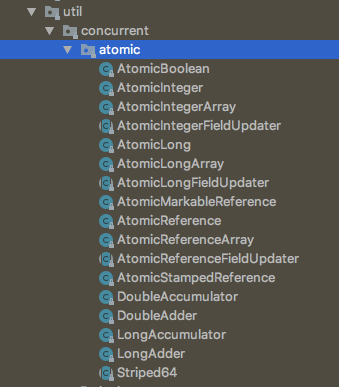 util
concurrent
atomic
AtomicBoolean
AtomicInteger
AtomicIntegerArray
AtomicIntegerFieldUpdater
AtomicLong
AtomicLongArray
AtomicLongFieldUpdater
AtomicMarkableReference
AtomicReference
AtomicReferenceArray
AtomicReferenceFieldUpdater
AtomicStampedReference
DoubleAccumulator
DoubleAdder
LongAccumulator
LongAdder
Striped64